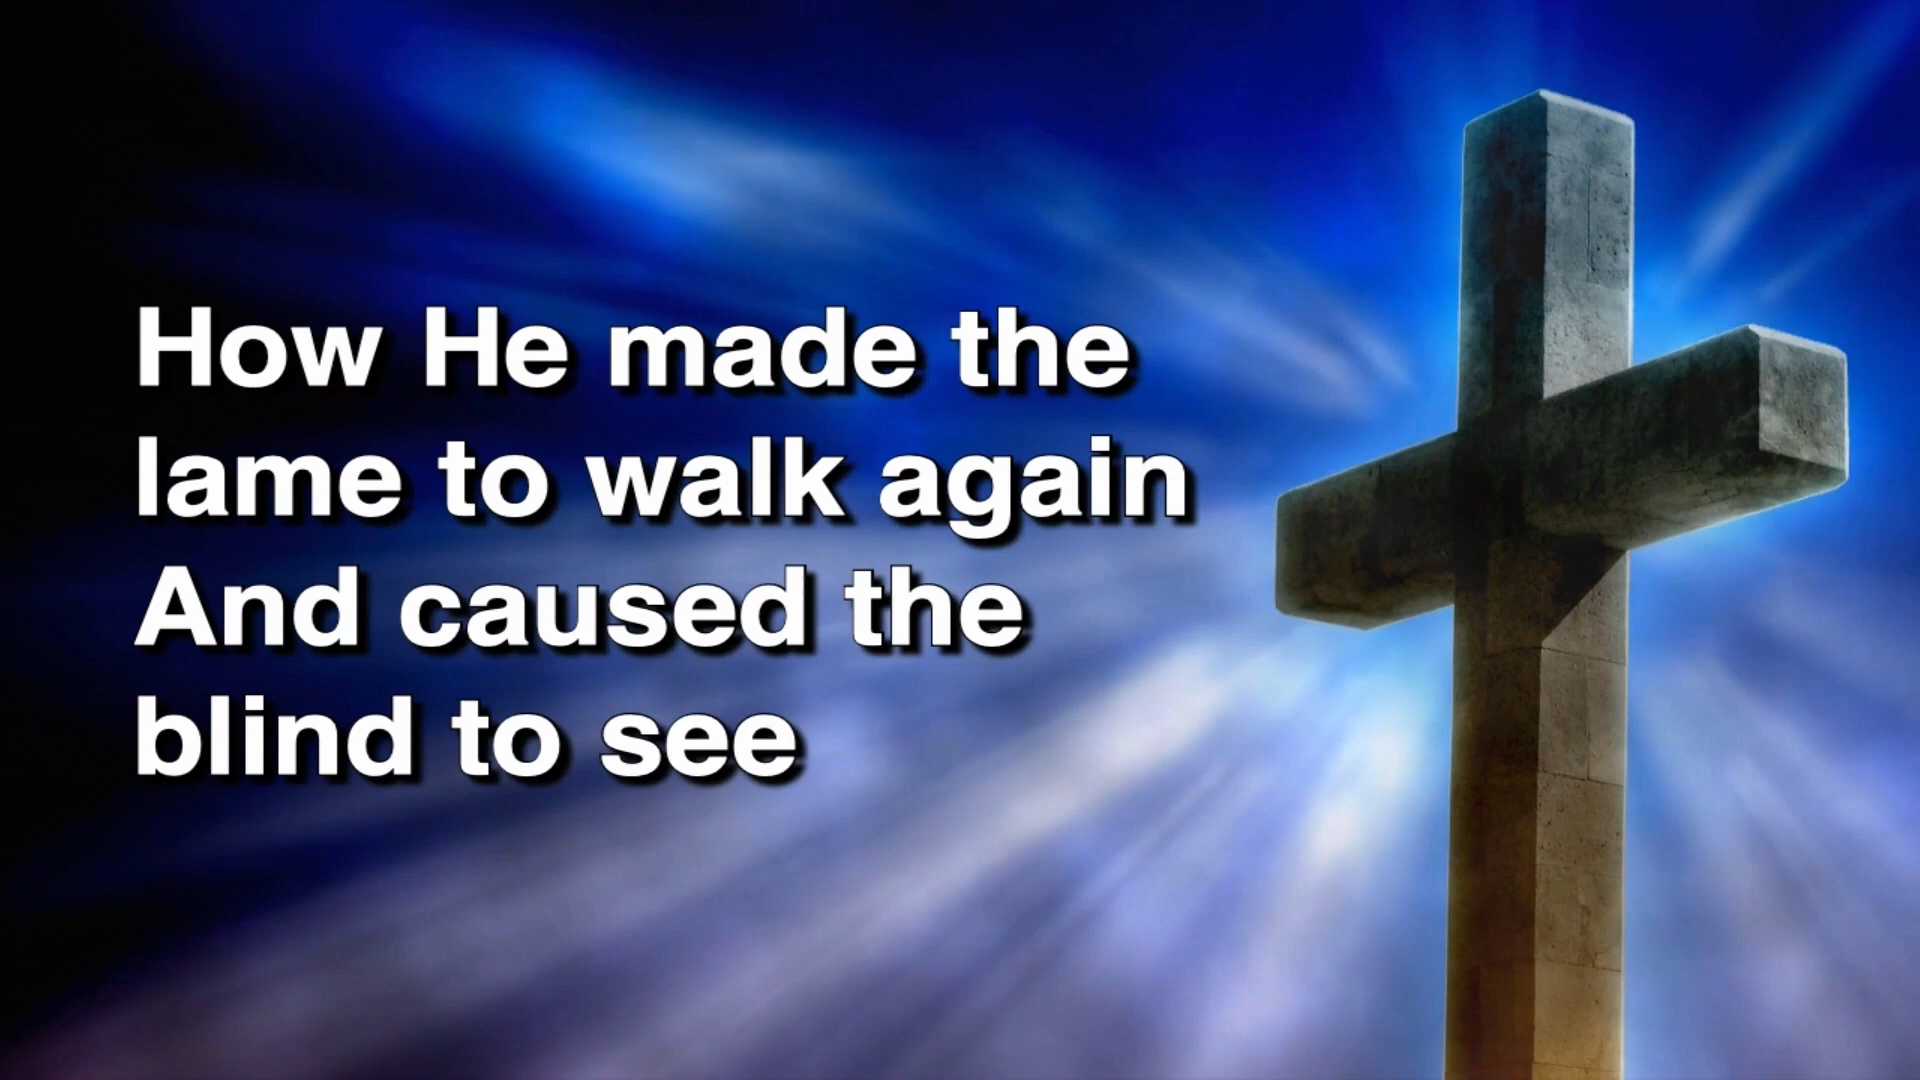 How He made the
lame to walk again
And caused the
blind to see